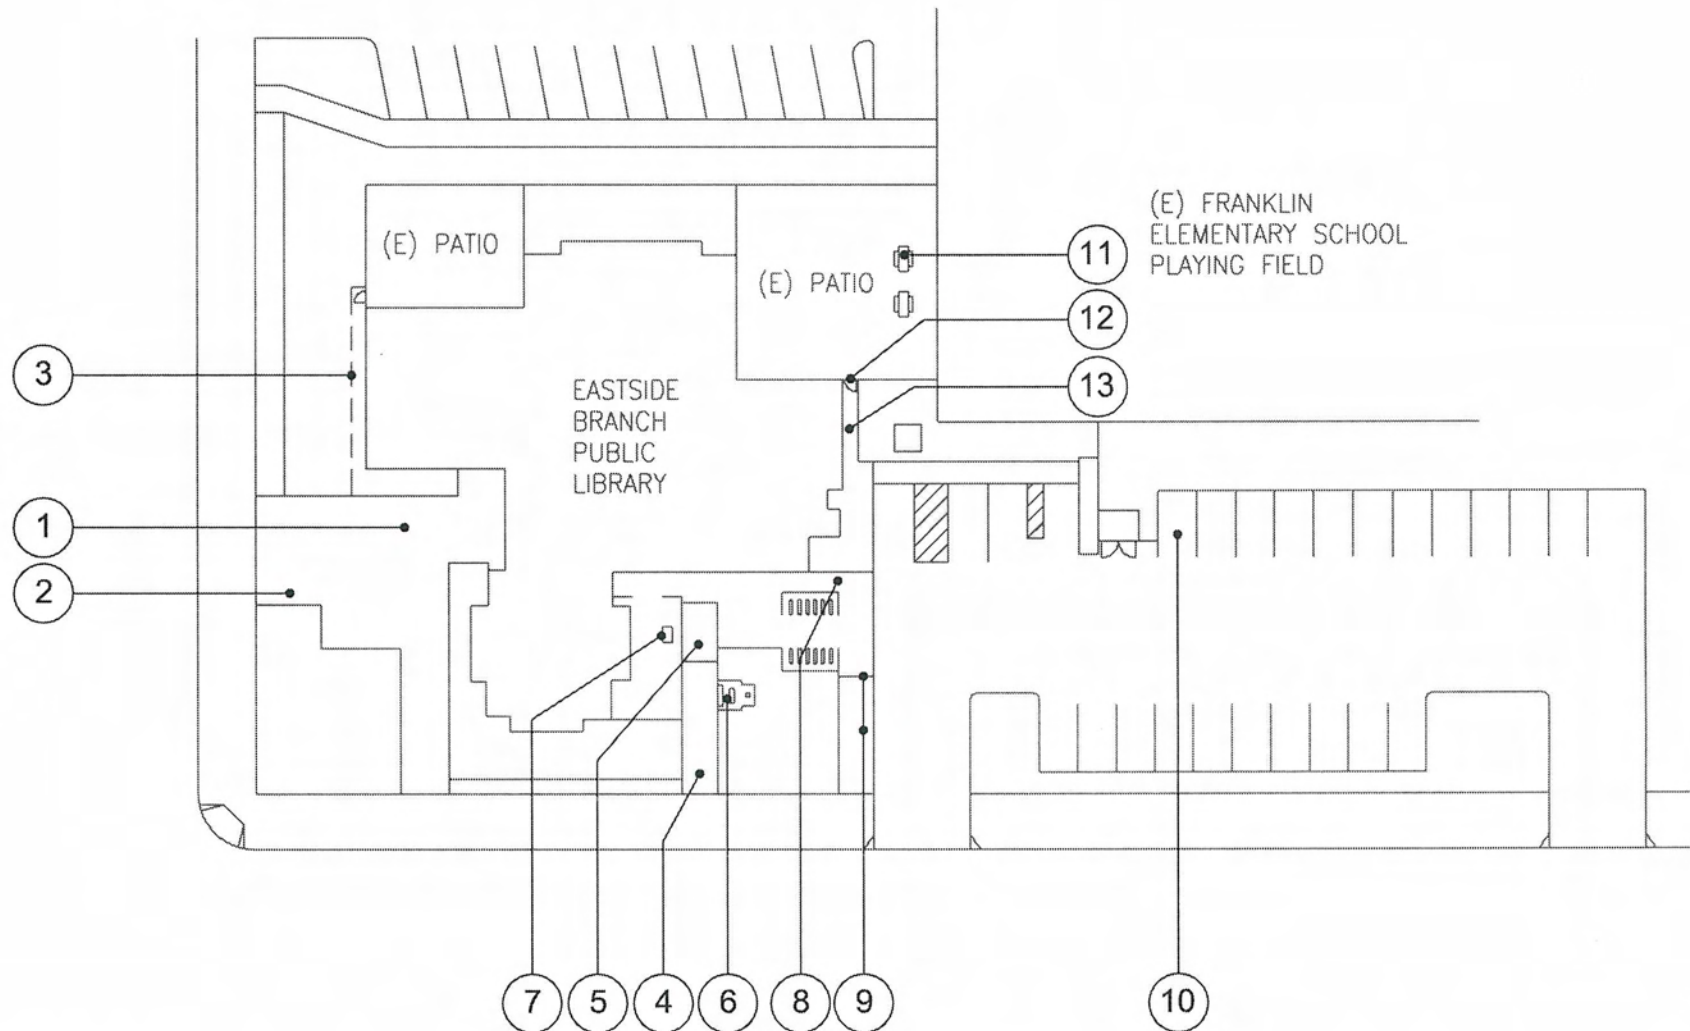 (E) FRANKLIN
ELEMENTARY SCHOOL
PLAYING FIELD
(E) PATIO
(E) PATIO
11
12
13
3
EASTSIDE
BRANCH
PUBLIC
LIBRARY
1
2
7
5
4
6
8
9
10